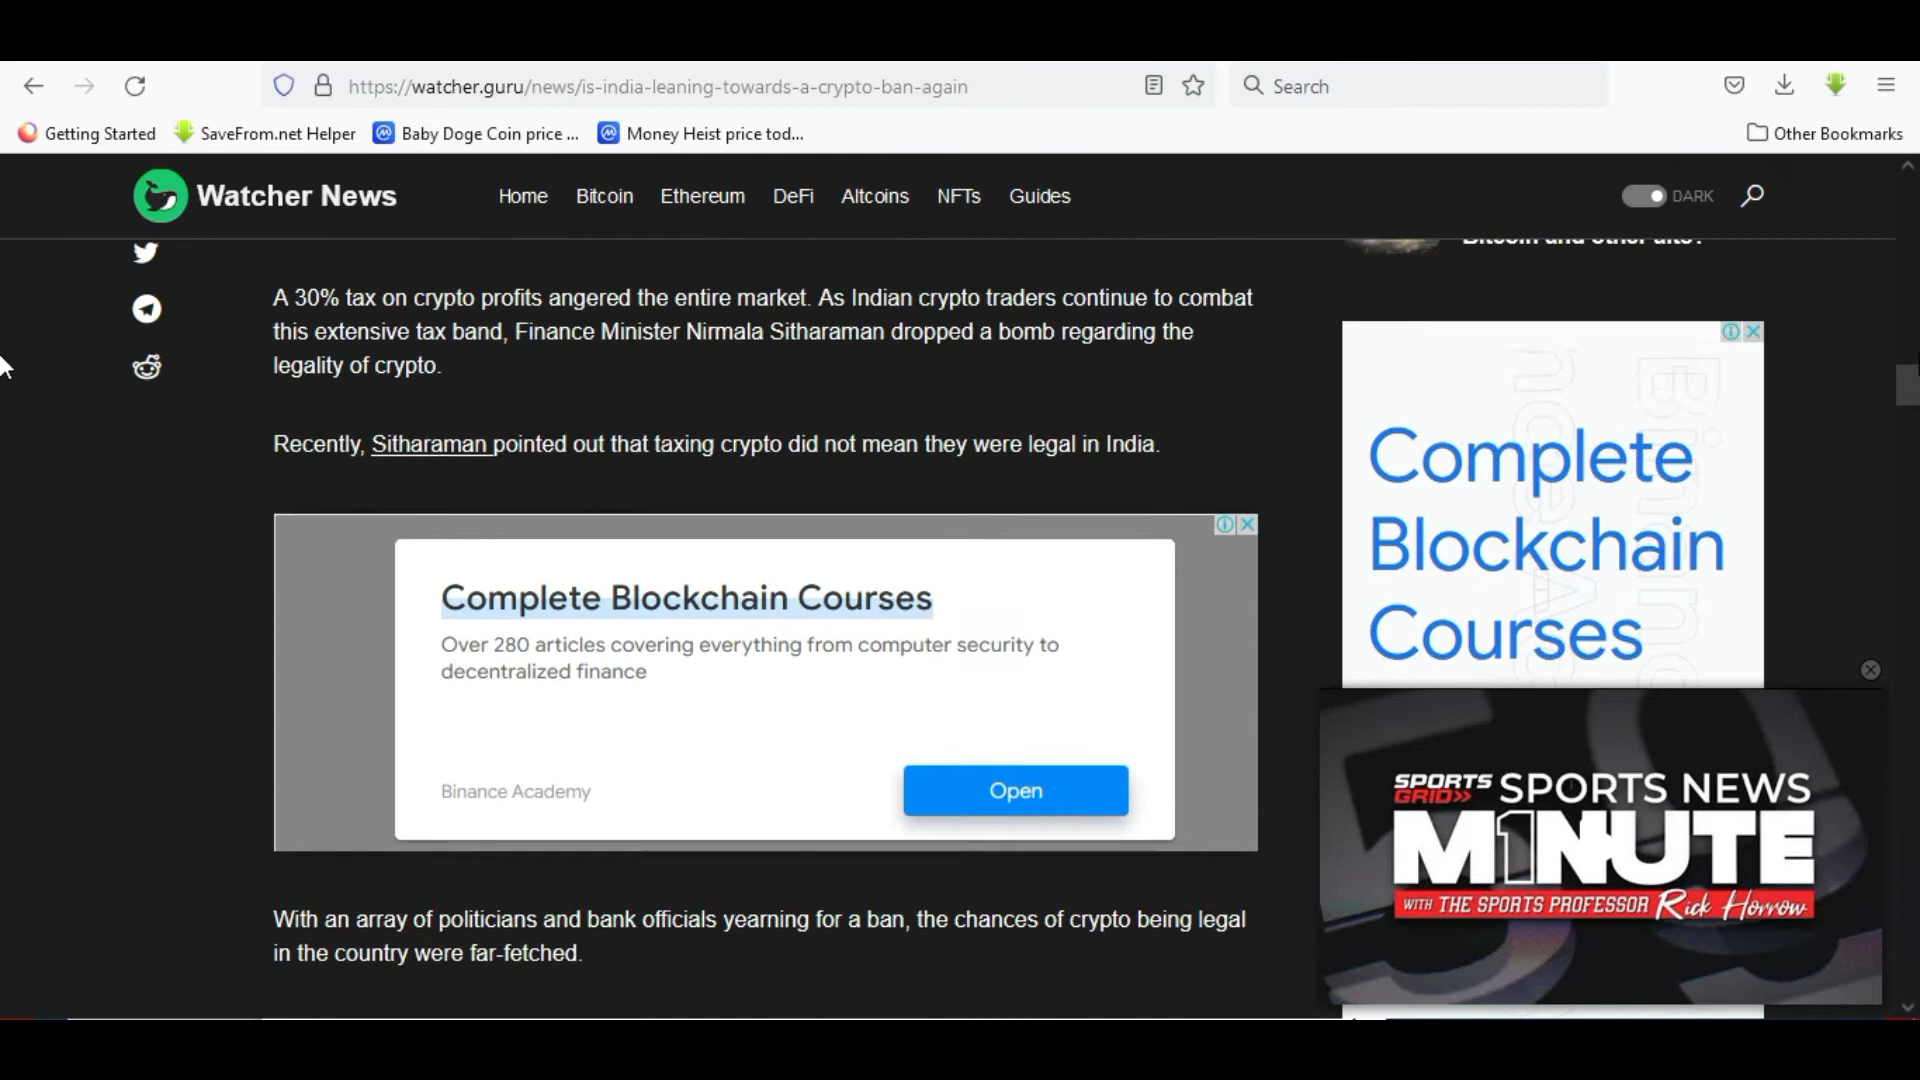 https://watcher.guru/news/is-india-leaning-towards-a-crypto-ban-again
Search
Getting Started
SaveFrom.net Helper
Baby Doge Coin price ...
Money Heist price tod...
Other Bookmarks
Watcher News
Home
Bitcoin
Ethereum
DeFi
Altcoins
NFTs
Guides
DARK
Bitcoin and other alts?
A 30% tax on crypto profits angered the entire market. As Indian crypto traders continue to combat
this extensive tax band, Finance Minister Nirmala Sitharaman dropped a bomb regarding the
legality of crypto.
Recently, Sitharaman pointed out that taxing crypto did not mean they were legal in India.
Complete Blockchain Courses
Over 280 articles covering everything from computer security to
decentralized finance
Binance Academy
Open
With an array of politicians and bank officials yearning for a ban, the chances of crypto being legal
in the country were far-fetched.
Complete
Blockchain
Courses
SPORTS GRID SPORTS NEWS
M1NUTE
WITH THE SPORTS PROFESSOR Rick Horrow